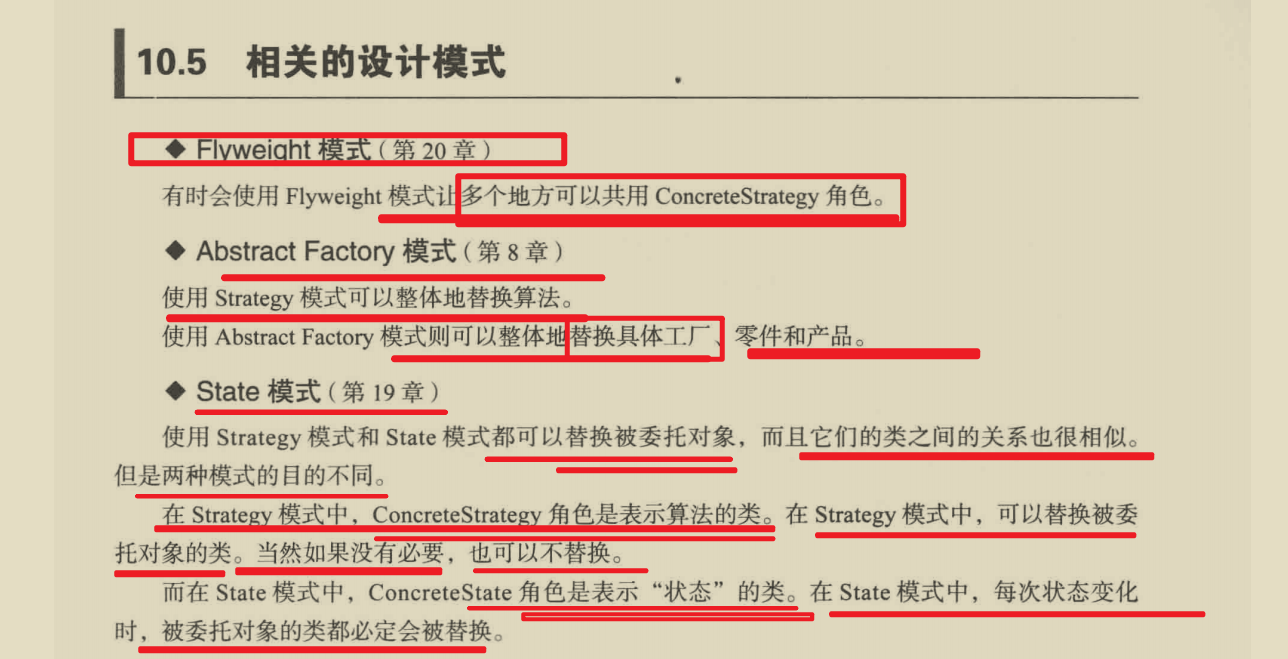 10.5 相关的设计模式
◆ Flyweight 模式（第 20 章）
有时会使用 Flyweight 模式让多个地方可以共用 ConcreteStrategy 角色。
◆ Abstract Factory 模式（第 8 章）
使用 Strategy 模式可以整体地替换算法。
使用 Abstract Factory 模式则可以整体地替换具体工厂、零件和产品。
◆ State 模式（第 19 章）
使用 Strategy 模式和 State 模式都可以替换被委托对象，而且它们的类之间的关系也很相似。
但是两种模式的目的不同。
在 Strategy 模式中，ConcreteStrategy 角色是表示算法的类。在 Strategy 模式中，可以替换被委
托对象的类。当然如果没有必要，也可以不替换。
而在 State 模式中，ConcreteState 角色是表示“状态”的类。在 State 模式中，每次状态变化
时，被委托对象的类都必定会被替换。